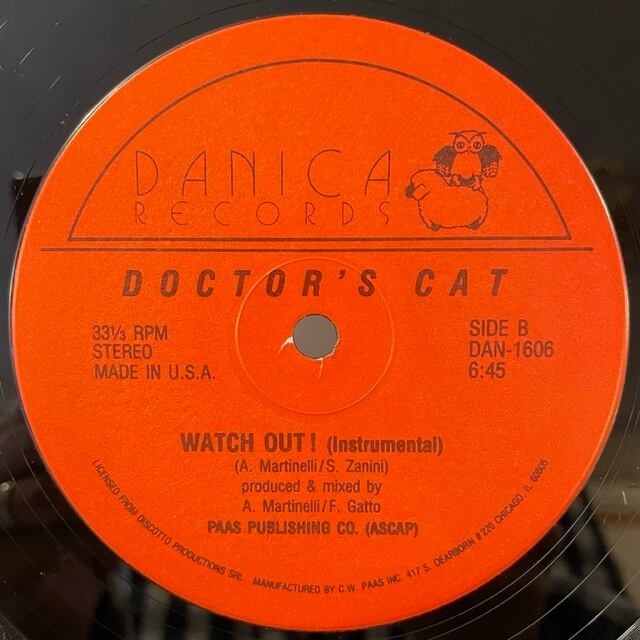 DANICA
RECORDS
DOCTOR'S CAT
33⅓ RPM
STEREO
MADE IN U.S.A.
SIDE B
DAN-1606
6:45
WATCH OUT! (Instrumental)
(A. Martinelli/S. Zanini)
produced & mixed by
A. Martinelli/F. Gatto
PAAS PUBLISHING CO. (ASCAP)
LICENSED FROM DISCOTTO PRODUCTIONS SRL MANUFACTURED BY C.W. PAAS INC. 417 S. DEARBORN #220 CHICAGO, IL 60605